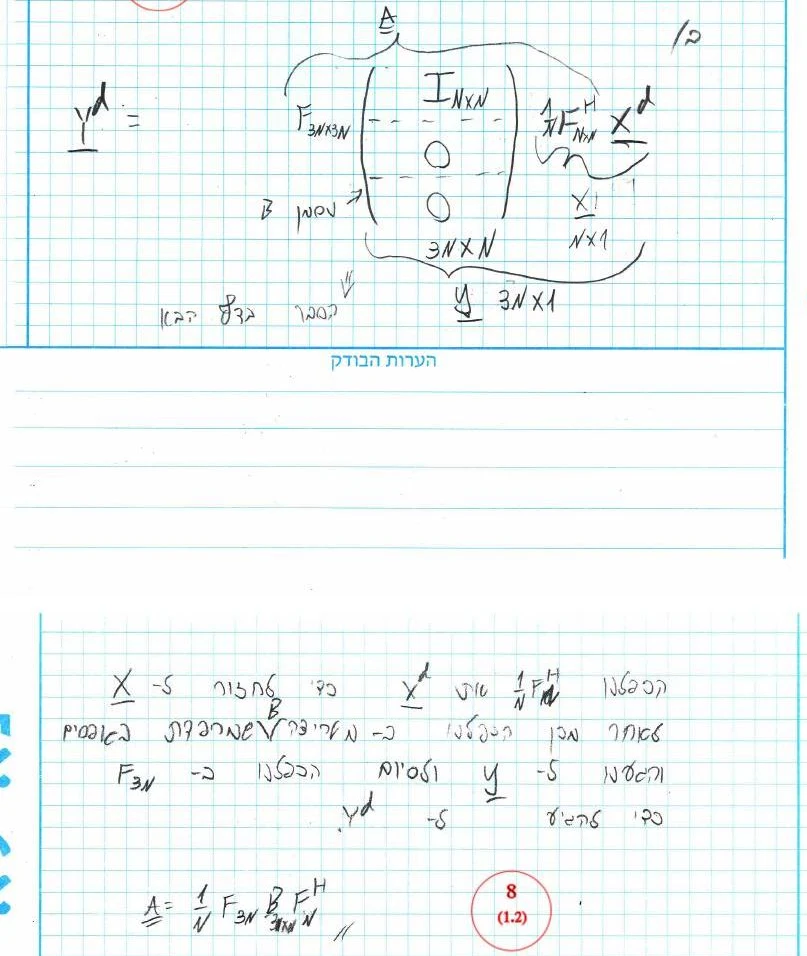 ב/
A
Y^d = F_{3N×3N} ( I_{N×N} / 0 / 0 ) 1/N F^H_{N×N} X^d
נסמן B
3N×N
X
N×1
y 3N×1
הסבר בדף הבא
הערות הבודק
הכפלנו 1/N F^H_N את X^d כדי לחזור ל- X
לאחר מכן הכפלנו ב- מטריצה B שמרפדת באפסים
והגענו ל- y ולסיום הכפלנו ב- F_{3N}
כדי להגיע ל- Y^d.
A = 1/N F_{3N} B_{3N×N} F^H_N //
8
(1.2)